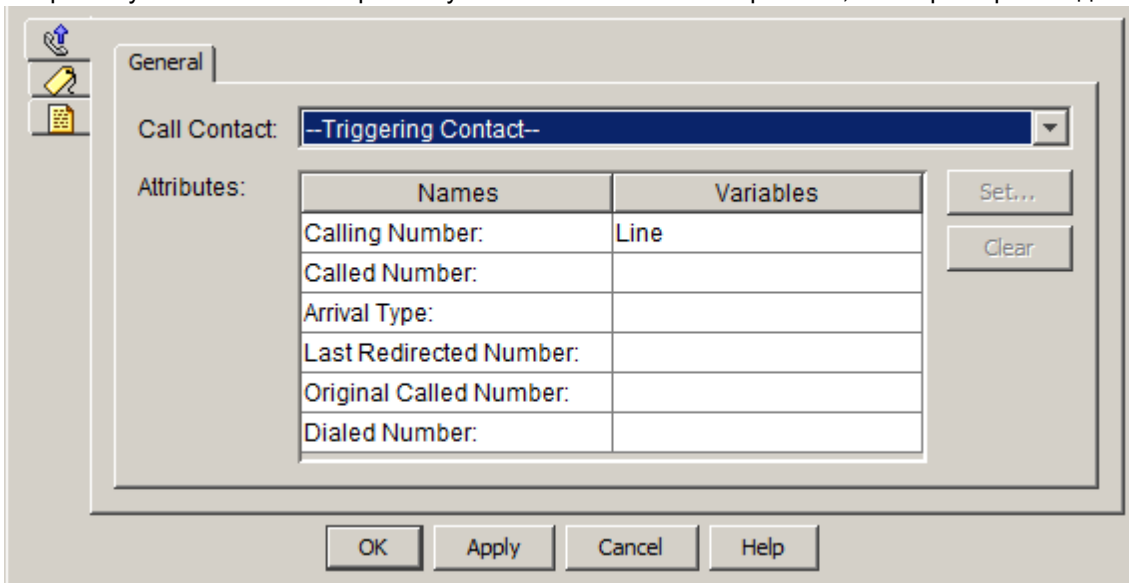 General
Call Contact: --Triggering Contact--
Attributes:
Names Variables
Set...
Calling Number: Line
Clear
Called Number:
Arrival Type:
Last Redirected Number:
Original Called Number:
Dialed Number:
OK Apply Cancel Help